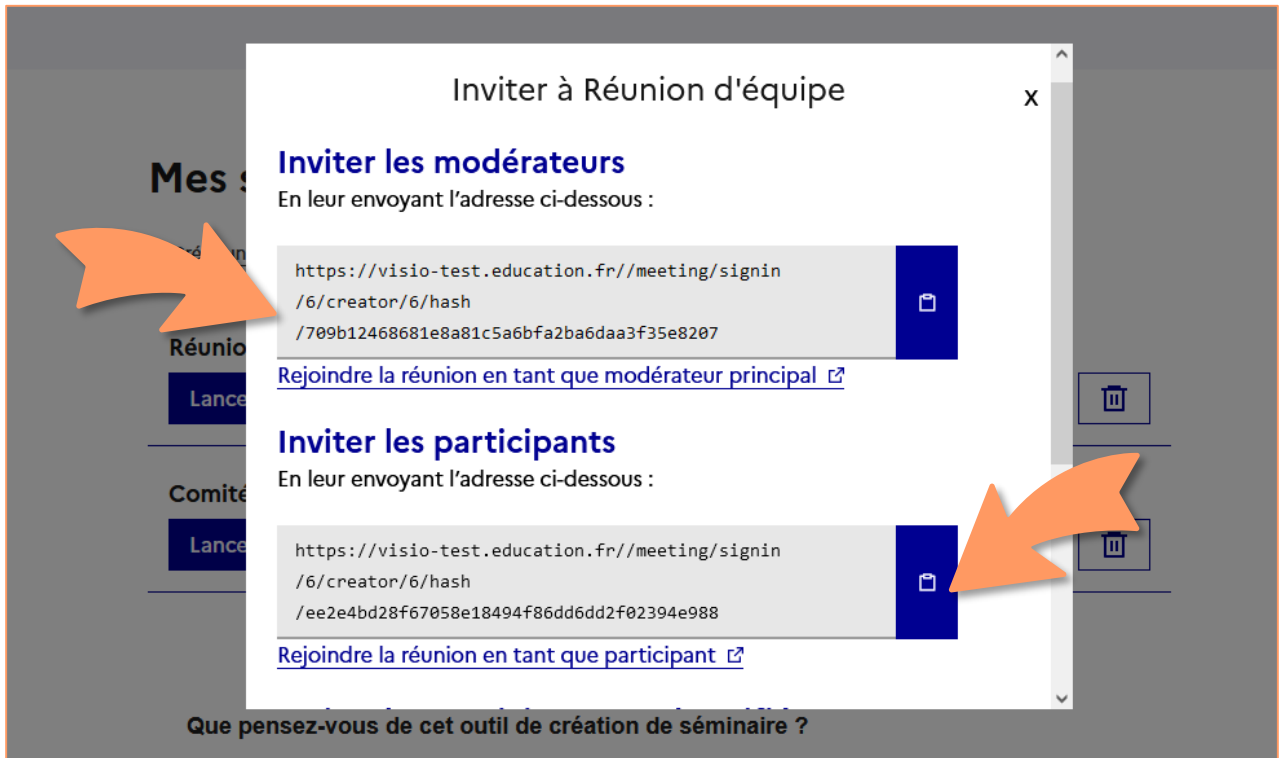 Inviter à Réunion d'équipe
x
Mes
Inviter les modérateurs
En leur envoyant l'adresse ci-dessous :
https://visio-test.education.fr//meeting/signin
/6/creator/6/hash
/709b12468681e8a81c5a6bfa2ba6daa3f35e8207
Réunio
Rejoindre la réunion en tant que modérateur principal
Lance
Inviter les participants
En leur envoyant l'adresse ci-dessous :
Comité
Lance
https://visio-test.education.fr//meeting/signin
/6/creator/6/hash
/ee2e4bd28f67058e18494f86dd6dd2f02394e988
Rejoindre la réunion en tant que participant
Que pensez-vous de cet outil de création de séminaire ?